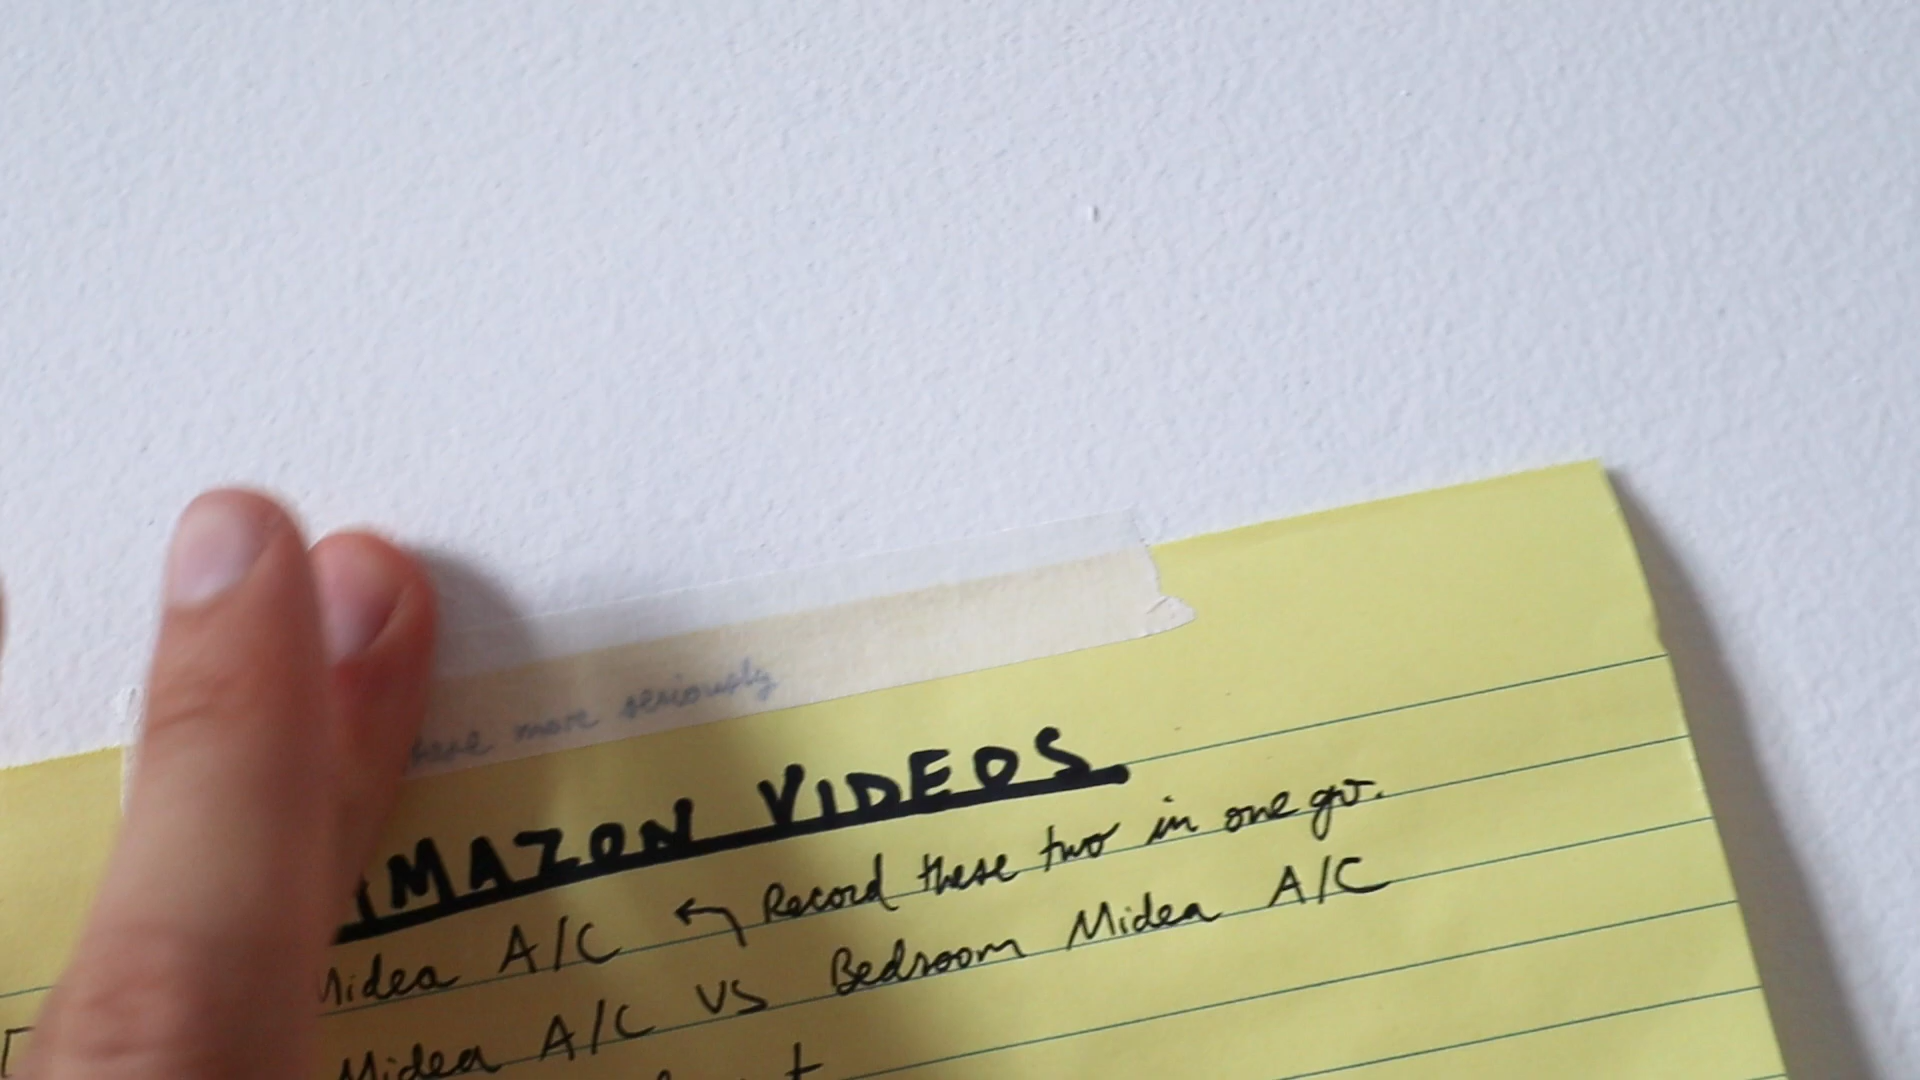 more seriously
AMAZON VIDEOS
Midea A/C ↰ Record these two in one go.
Midea A/C VS Bedroom Midea A/C